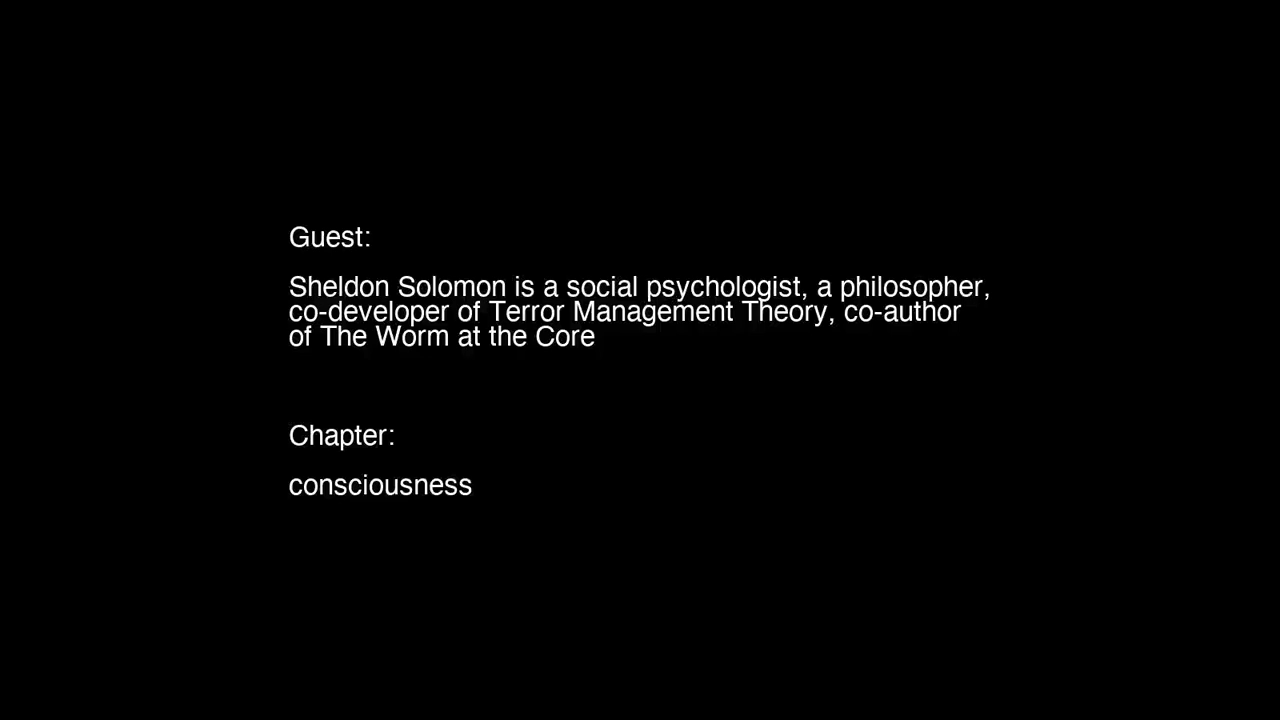 Guest:
Sheldon Solomon is a social psychologist, a philosopher,
co-developer of Terror Management Theory, co-author
of The Worm at the Core
Chapter:
consciousness